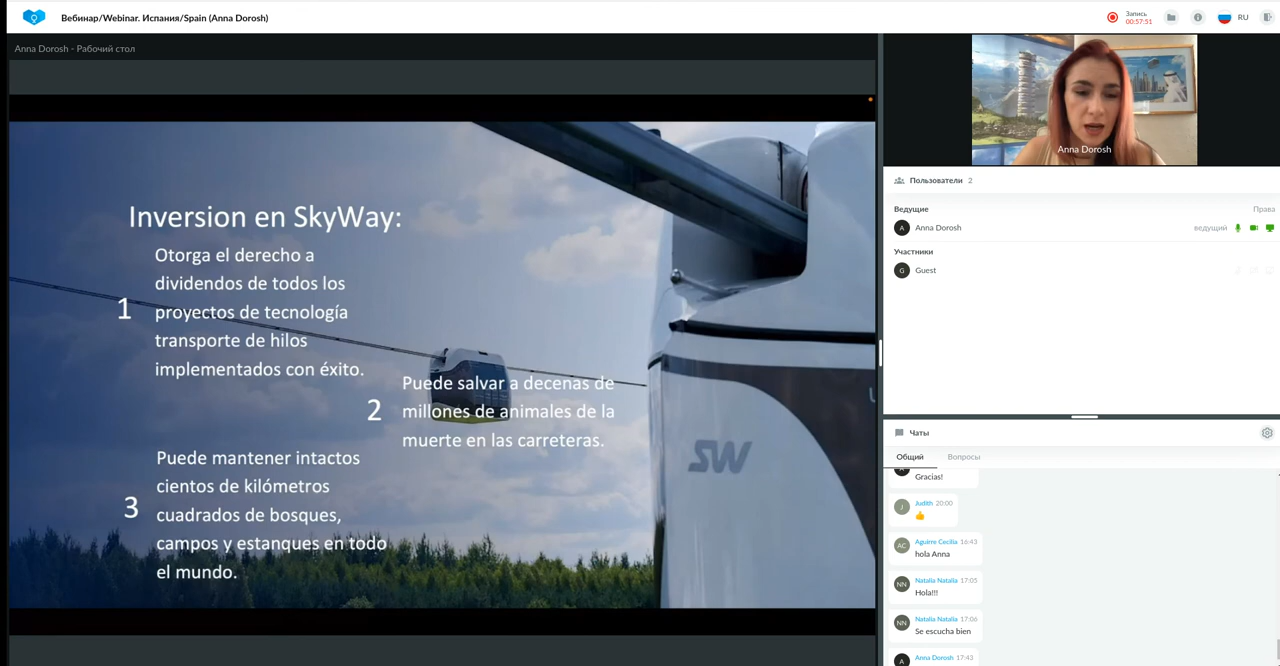 Вебинар/Webinar. Испания/Spain (Anna Dorosh)
Запись
00:57:51
RU
Anna Dorosh - Рабочий стол
Inversion en SkyWay:
1
Otorga el derecho a
dividendos de todos los
proyectos de tecnología
transporte de hilos
implementados con éxito.
2
Puede salvar a decenas de
millones de animales de la
muerte en las carreteras.
3
Puede mantener intactos
cientos de kilómetros
cuadrados de bosques,
campos y estanques en todo
el mundo.
SW
Anna Dorosh
Пользователи 2
Ведущие Права
A Anna Dorosh ведущий
Участники
G Guest
Чаты
Общий Вопросы
Gracias!
J Judith 20:00
AC Aguirre Cecilia 16:43
hola Anna
NN Natalia Natalia 17:05
Hola!!!
NN Natalia Natalia 17:06
Se escucha bien
A Anna Dorosh 17:43